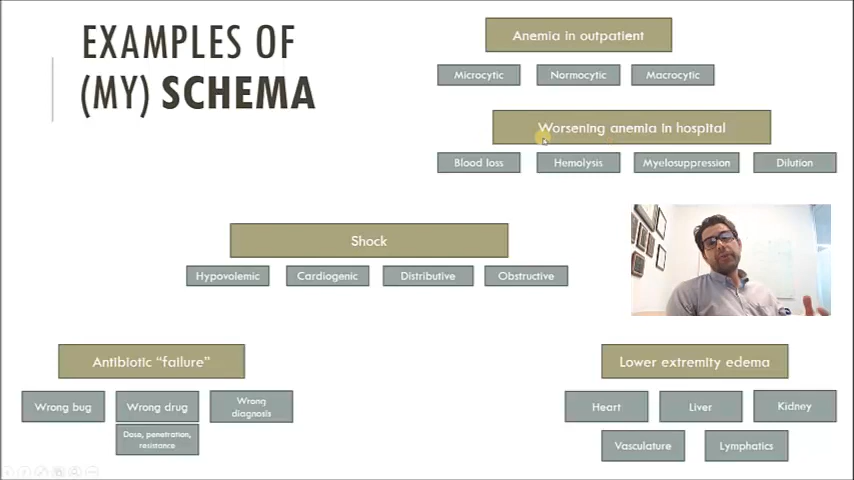 EXAMPLES OF
(MY) SCHEMA
Anemia in outpatient
Microcytic
Normocytic
Macrocytic
Worsening anemia in hospital
Blood loss
Hemolysis
Myelosuppression
Dilution
Shock
Hypovolemic
Cardiogenic
Distributive
Obstructive
Antibiotic “failure”
Wrong bug
Wrong drug
Wrong
diagnosis
Dose, penetration,
resistance
Lower extremity edema
Heart
Liver
Kidney
Vasculature
Lymphatics